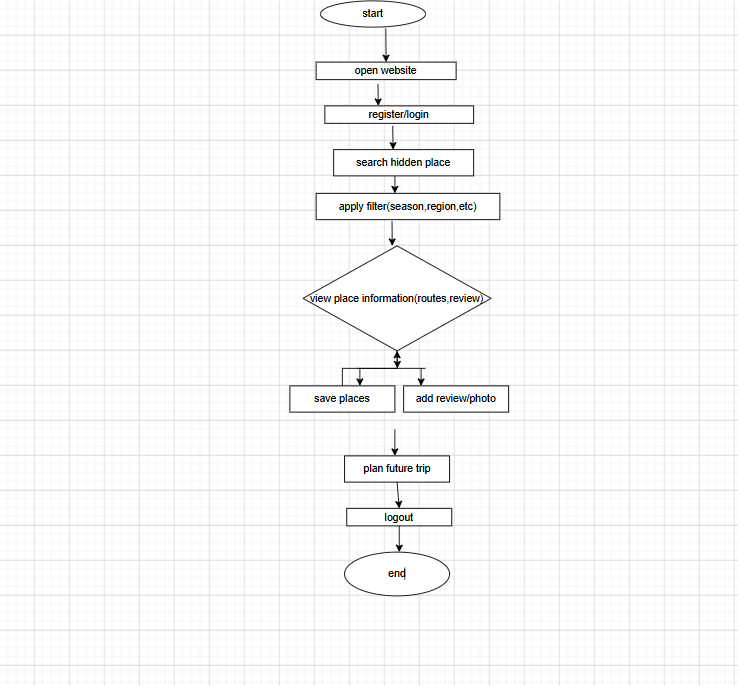 start
open website
register/login
search hidden place
apply filter(season,region,etc)
view place information(routes,review)
save places
add review/photo
plan future trip
logout
end